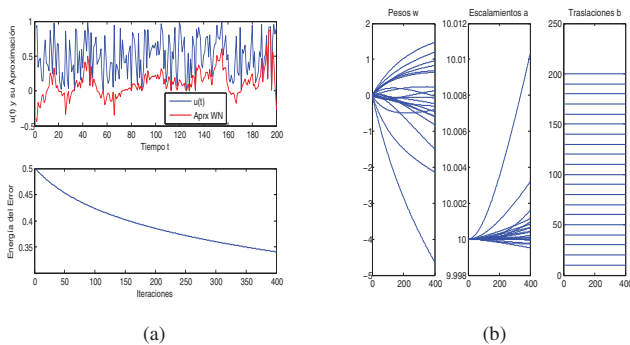 u(t) y su Aproximación
1
0.5
0
−0.5
0 20 40 60 80 100 120 140 160 180 200
Tiempo t
u(t)
Aprx WN
Energía del Error
0.5
0.45
0.4
0.35
0 50 100 150 200 250 300 350 400
Iteraciones
(a)
Pesos w
2
1
0
−1
−2
−3
−4
−5
0 200 400
Escalamientos a
10.012
10.01
10.008
10.006
10.004
10.002
10
9.998
0 200 400
Traslaciones b
250
200
150
100
50
0
0 200 400
(b)